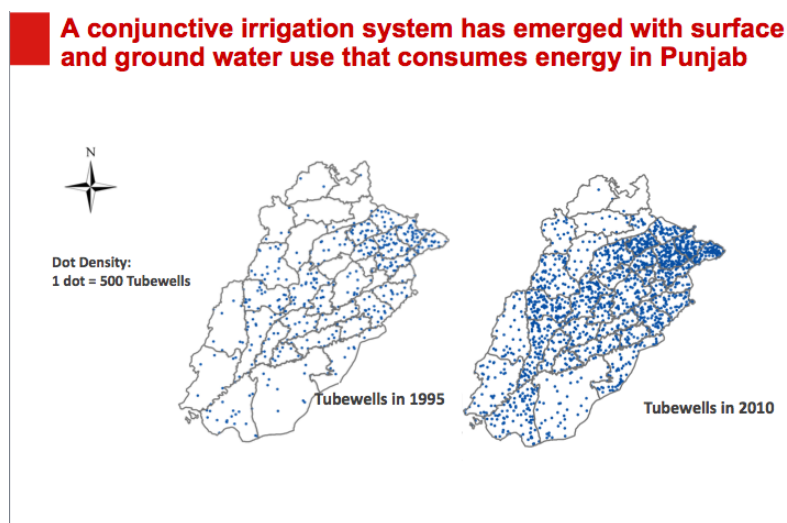 A conjunctive irrigation system has emerged with surface
and ground water use that consumes energy in Punjab
N
Dot Density:
1 dot = 500 Tubewells
Tubewells in 1995
Tubewells in 2010